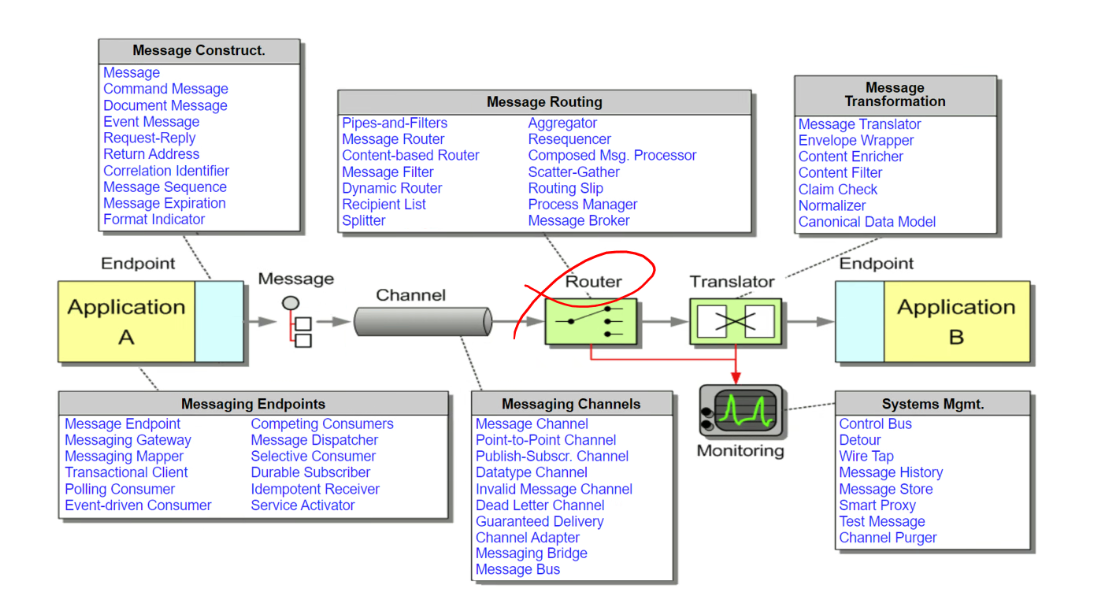 Message Construct.
Message
Command Message
Document Message
Event Message
Request-Reply
Return Address
Correlation Identifier
Message Sequence
Message Expiration
Format Indicator
Message Routing
Pipes-and-Filters
Message Router
Content-based Router
Message Filter
Dynamic Router
Recipient List
Splitter
Aggregator
Resequencer
Composed Msg. Processor
Scatter-Gather
Routing Slip
Process Manager
Message Broker
Message
Transformation
Message Translator
Envelope Wrapper
Content Enricher
Content Filter
Claim Check
Normalizer
Canonical Data Model
Endpoint
Application
A
Message
Channel
Router
Translator
Endpoint
Application
B
Monitoring
Messaging Endpoints
Message Endpoint
Messaging Gateway
Messaging Mapper
Transactional Client
Polling Consumer
Event-driven Consumer
Competing Consumers
Message Dispatcher
Selective Consumer
Durable Subscriber
Idempotent Receiver
Service Activator
Messaging Channels
Message Channel
Point-to-Point Channel
Publish-Subscr. Channel
Datatype Channel
Invalid Message Channel
Dead Letter Channel
Guaranteed Delivery
Channel Adapter
Messaging Bridge
Message Bus
Systems Mgmt.
Control Bus
Detour
Wire Tap
Message History
Message Store
Smart Proxy
Test Message
Channel Purger